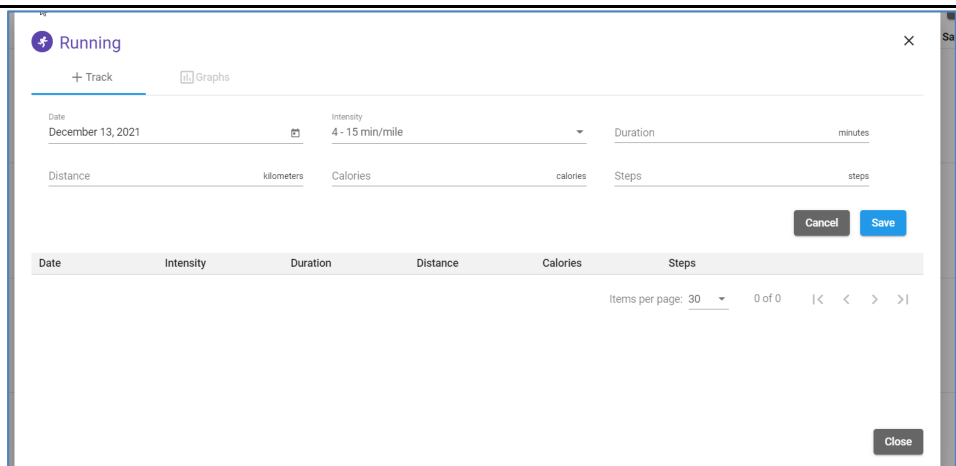 Running
Sa
+ Track
Graphs
Date
December 13, 2021
Intensity
4 - 15 min/mile
Duration
minutes
Distance
kilometers
Calories
calories
Steps
steps
Cancel
Save
Date Intensity Duration Distance Calories Steps
Items per page: 30 0 of 0
Close